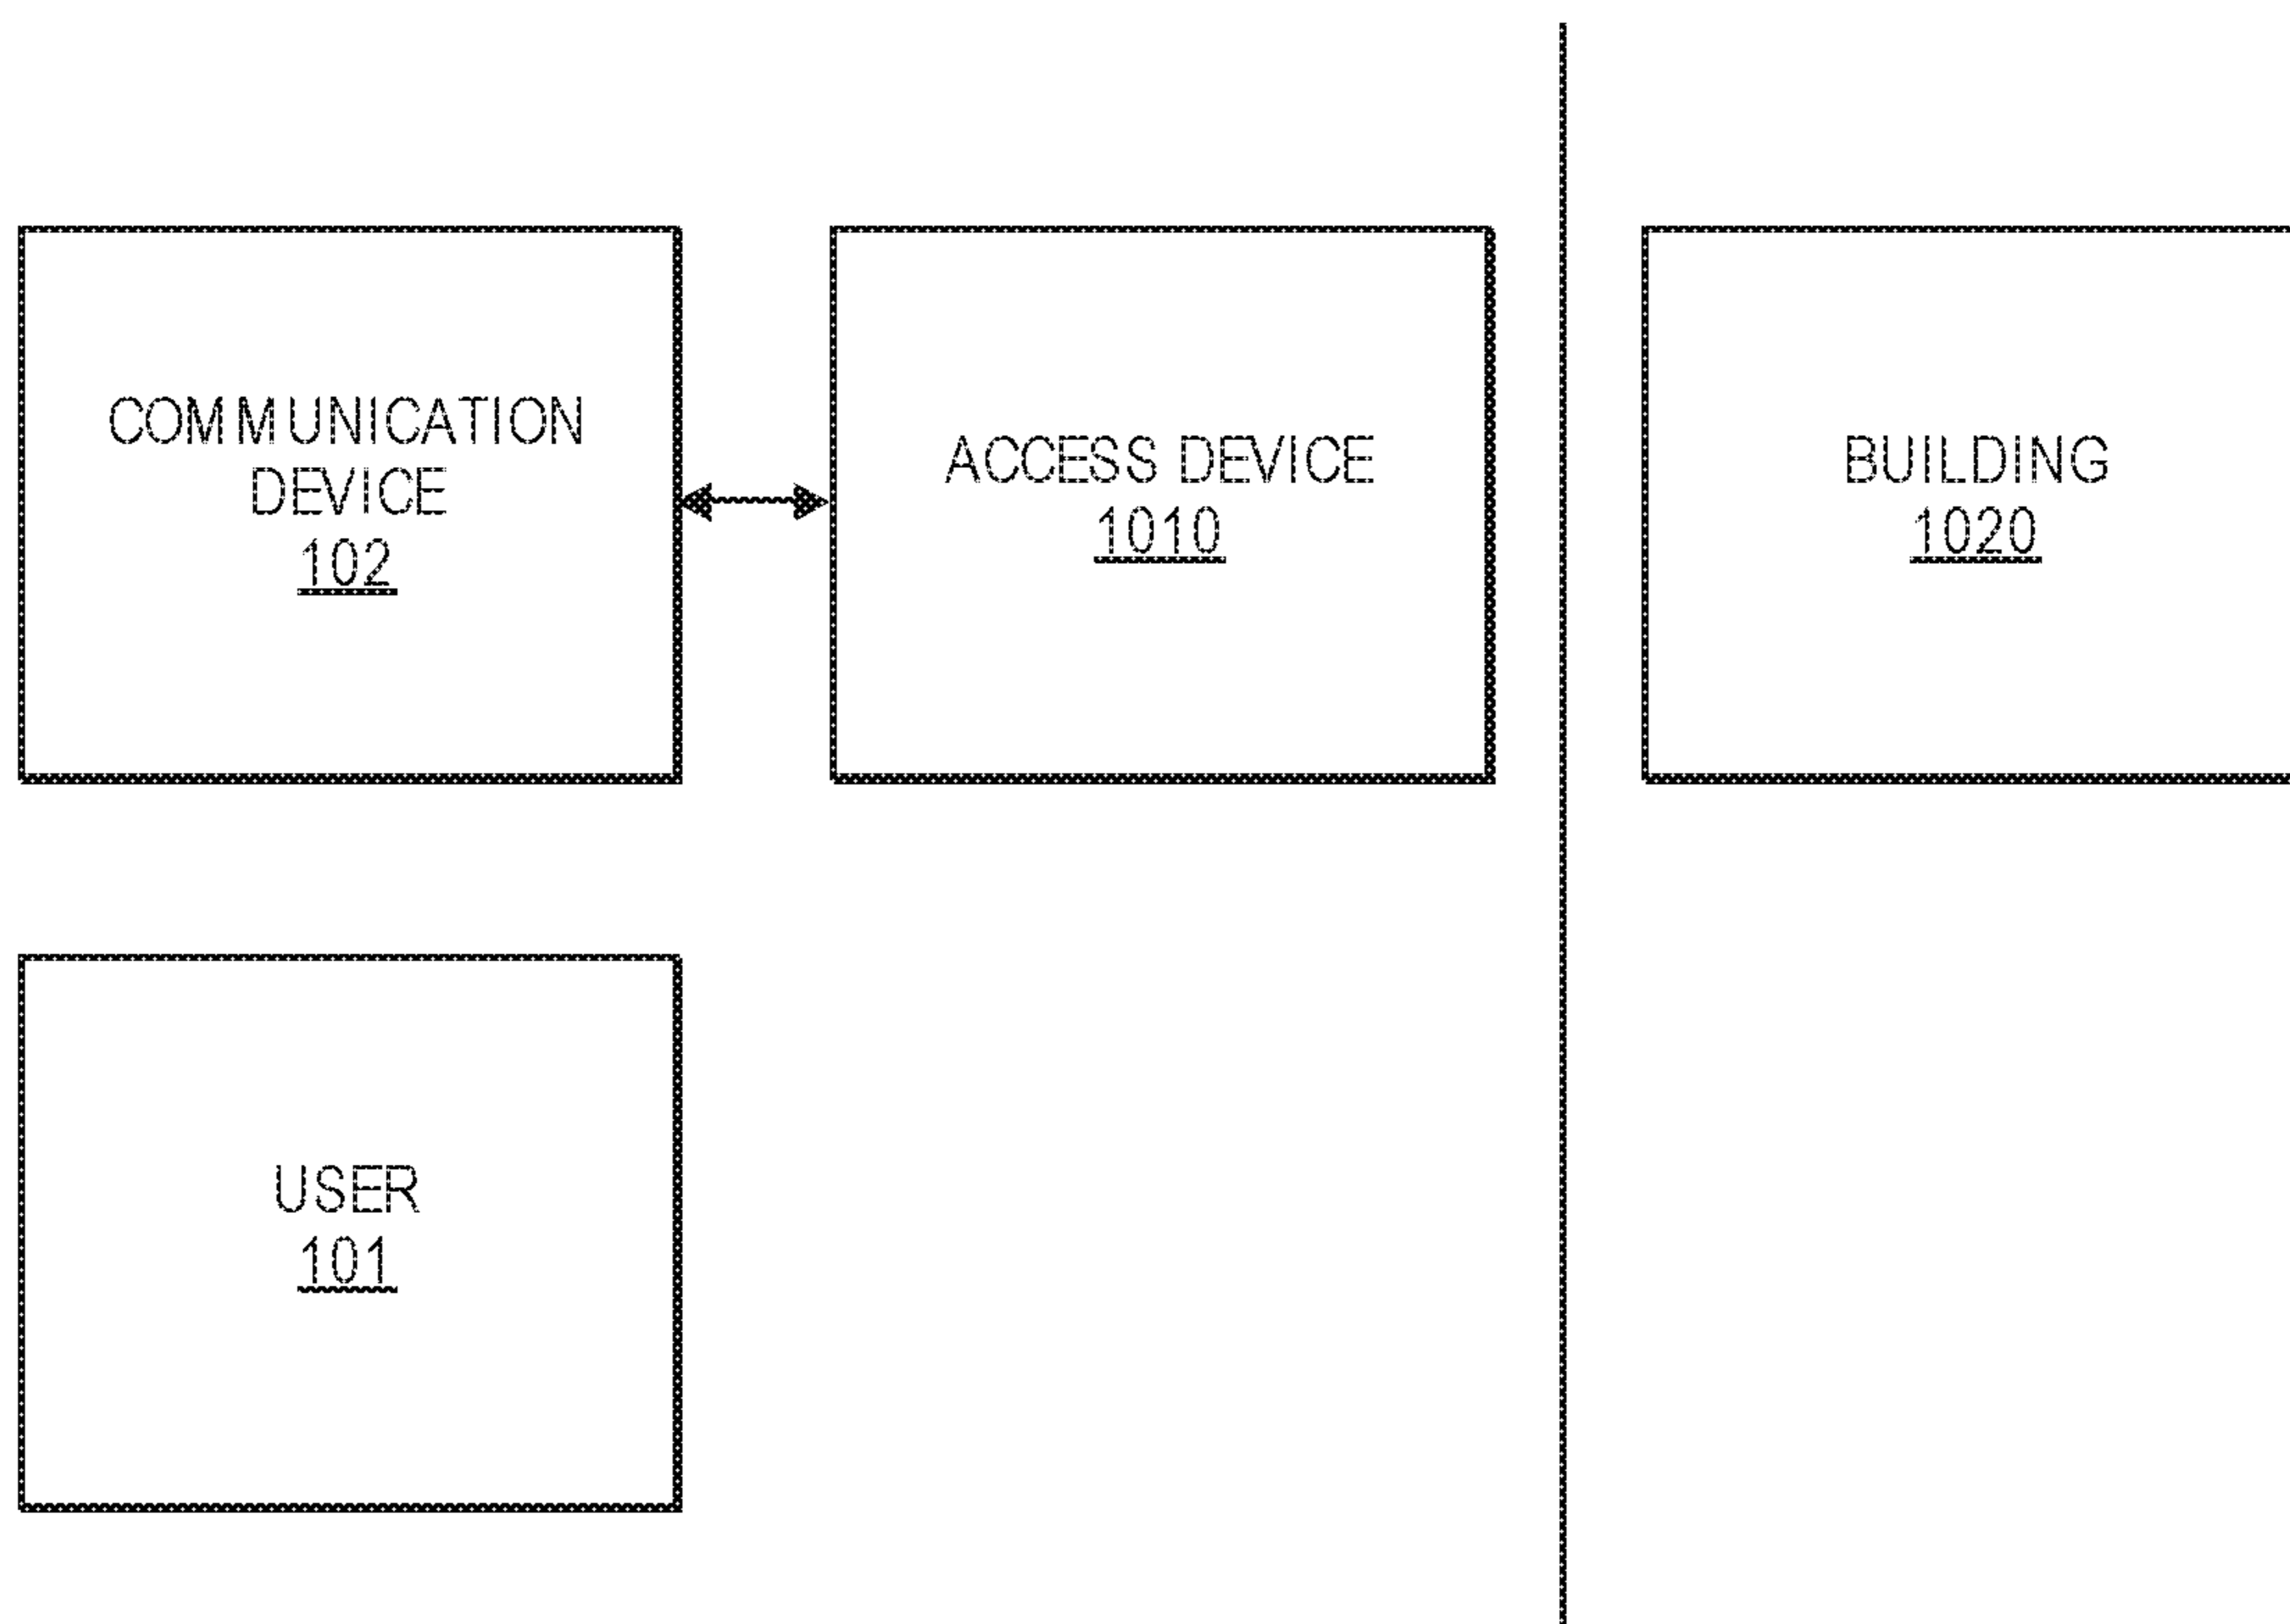 COMMUNICATION
DEVICE
102
ACCESS DEVICE
1010
BUILDING
1020
USER
101